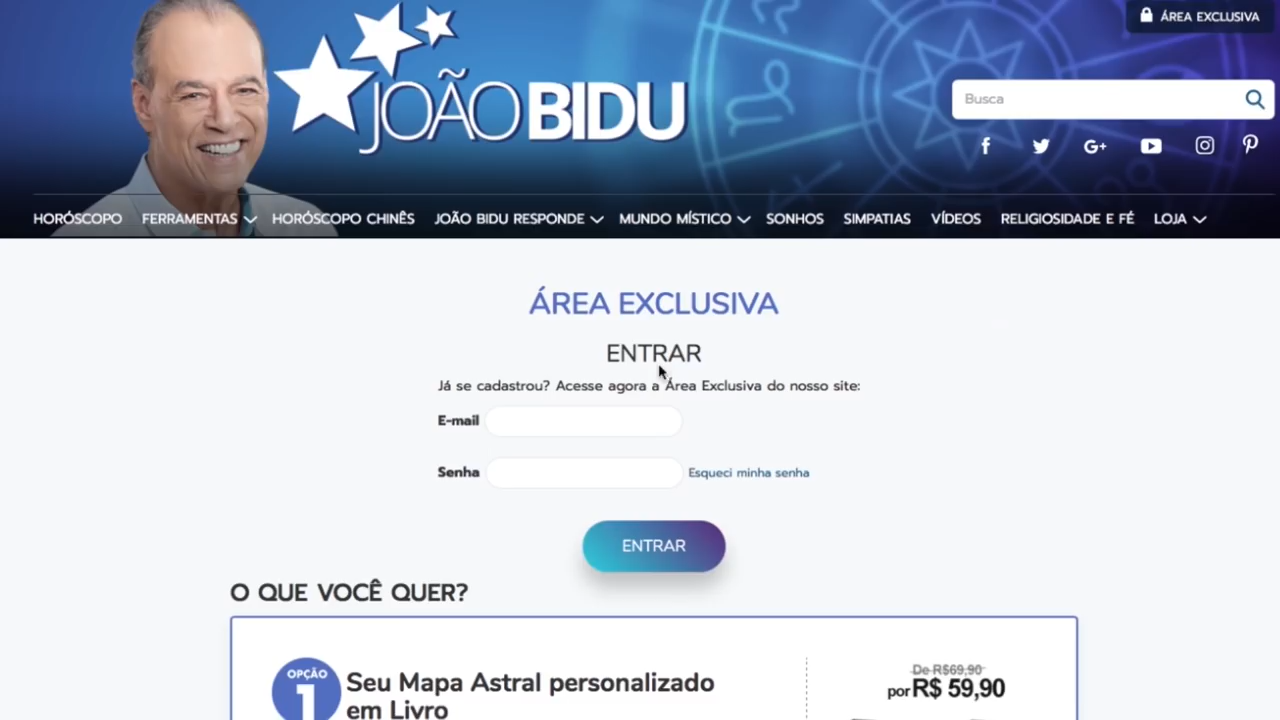 ÁREA EXCLUSIVA
JOÃO BIDU
Busca
HORÓSCOPO FERRAMENTAS HORÓSCOPO CHINÊS JOÃO BIDU RESPONDE MUNDO MÍSTICO SONHOS SIMPATIAS VÍDEOS RELIGIOSIDADE E FÉ LOJA
ÁREA EXCLUSIVA
ENTRAR
Já se cadastrou? Acesse agora a Área Exclusiva do nosso site:
E-mail
Senha Esqueci minha senha
ENTRAR
O QUE VOCÊ QUER?
OPÇÃO
1
Seu Mapa Astral personalizado
em Livro
De R$69,90
por R$ 59,90